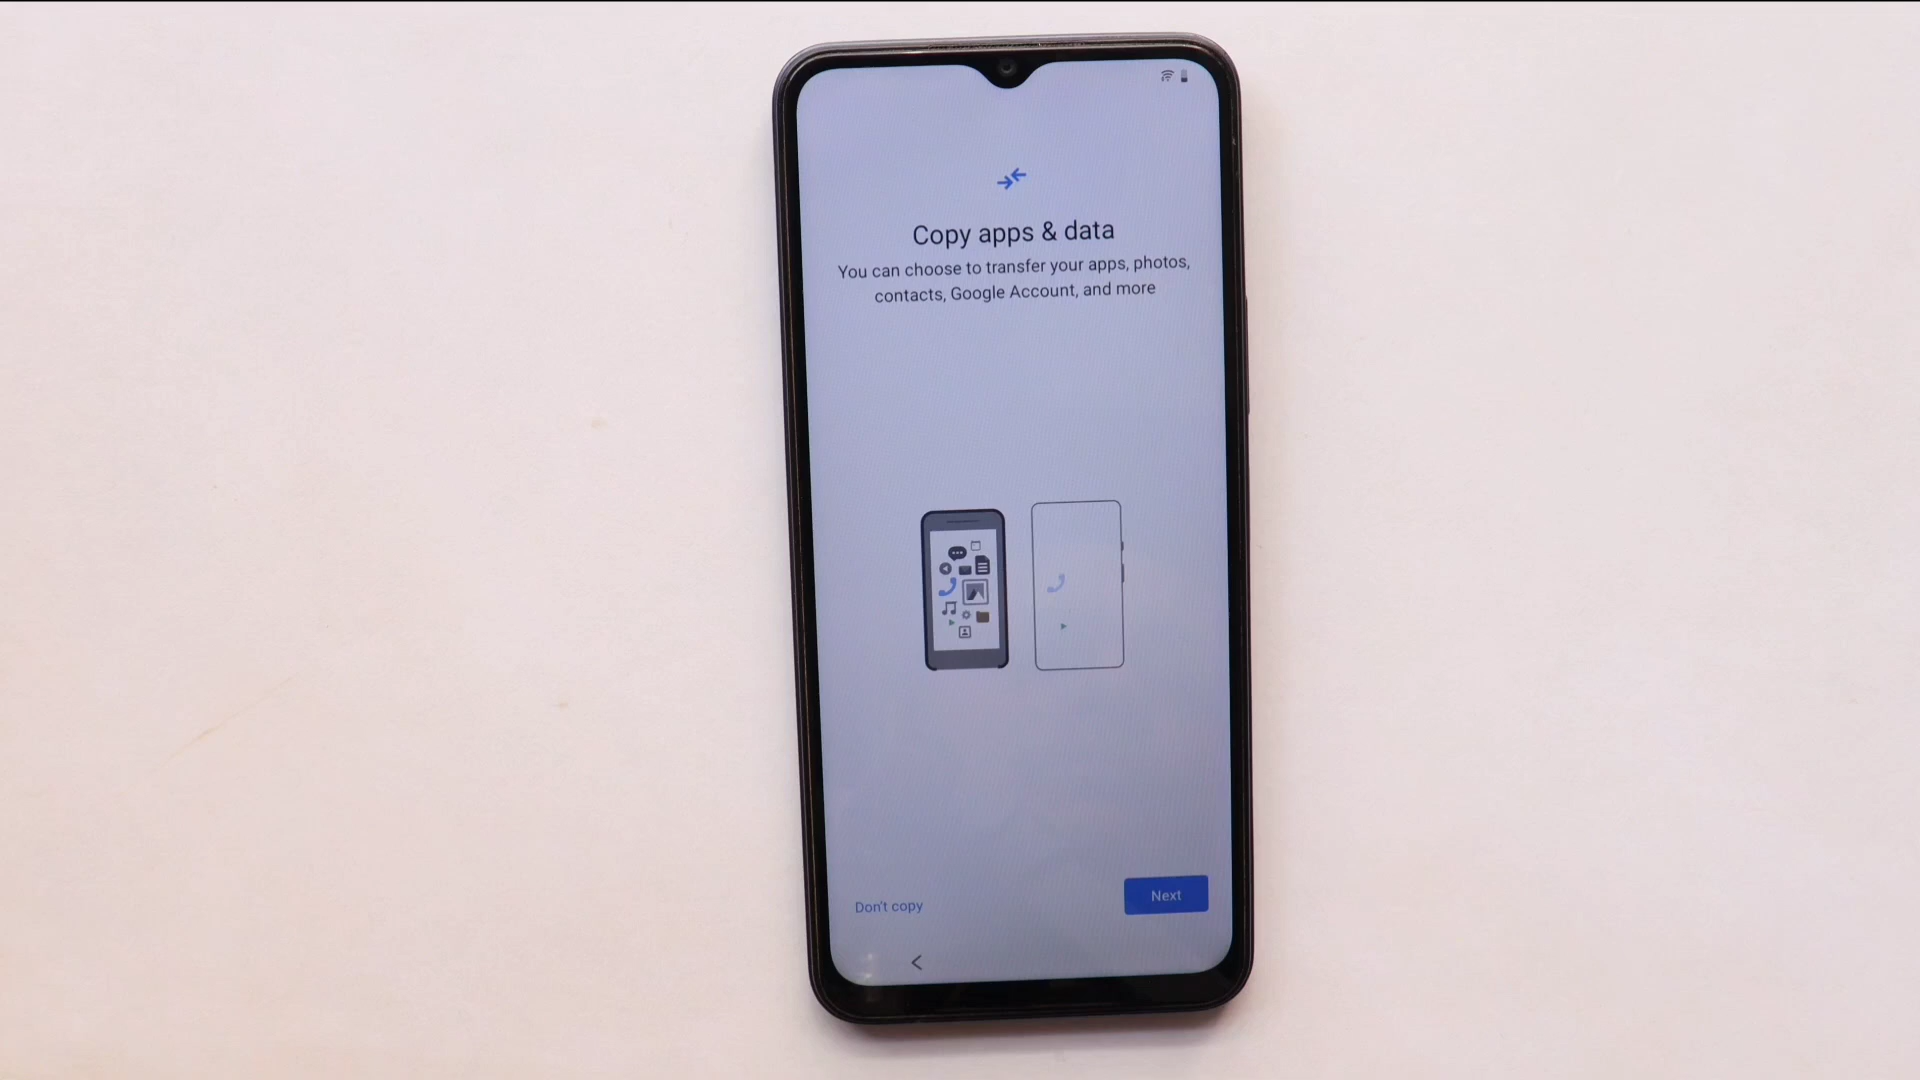 Copy apps & data
You can choose to transfer your apps, photos,
contacts, Google Account, and more
Don't copy
Next